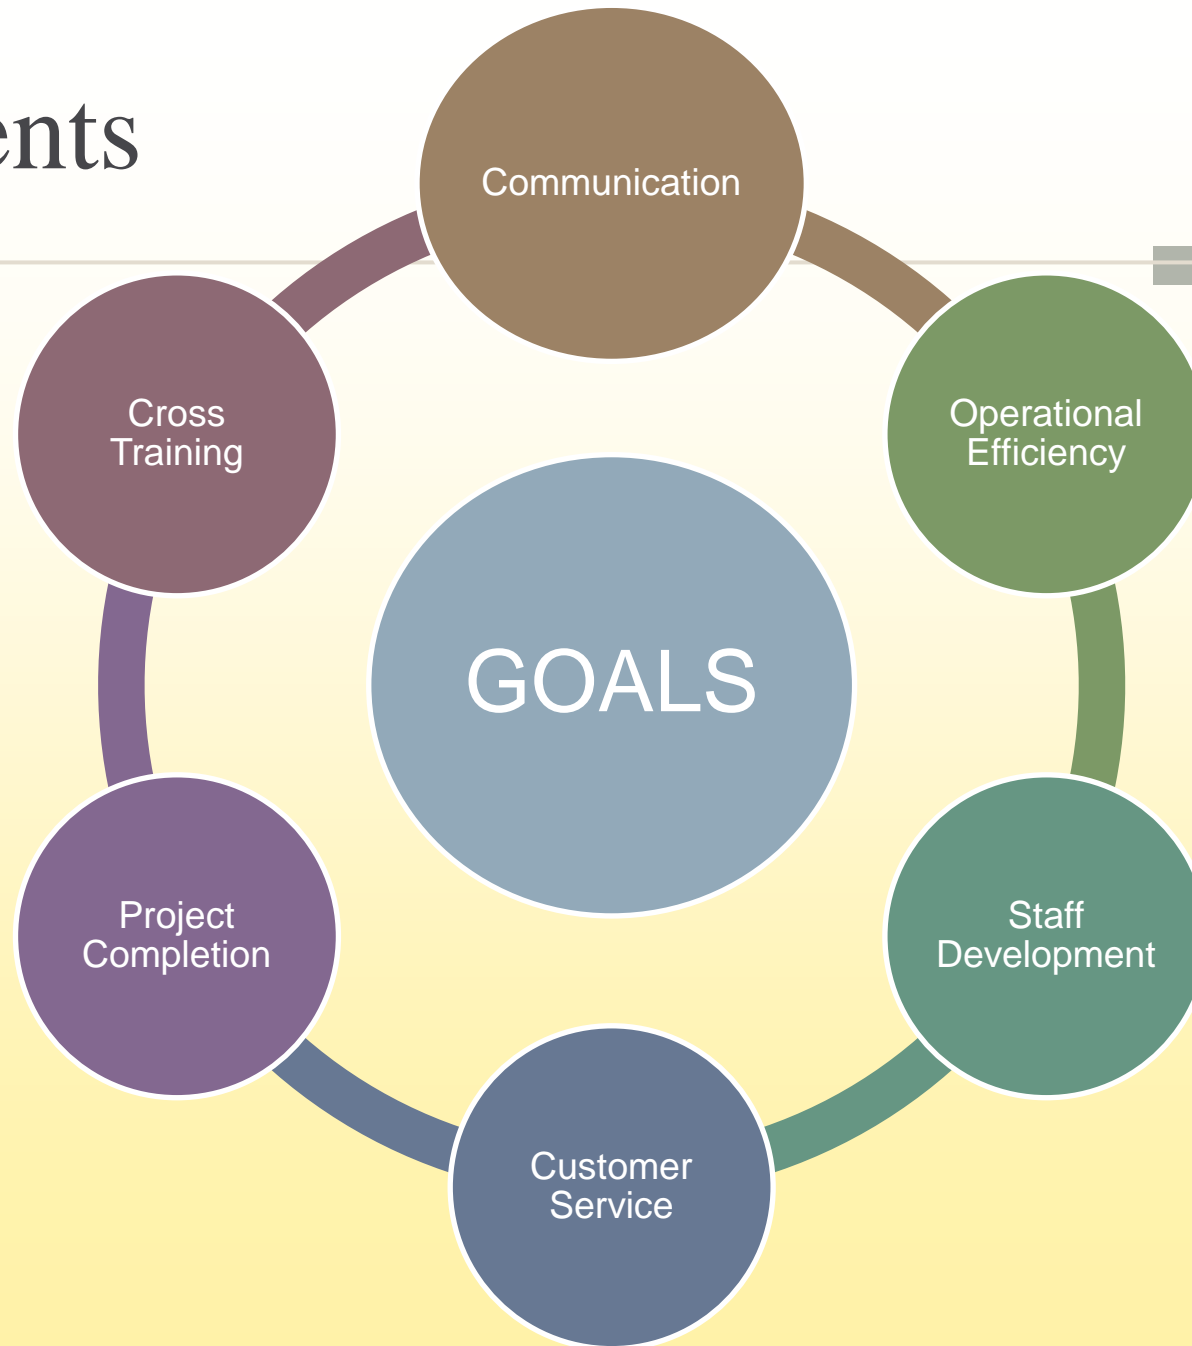 ents
Communication
Cross
Training
Operational
Efficiency
GOALS
Project
Completion
Staff
Development
Customer
Service